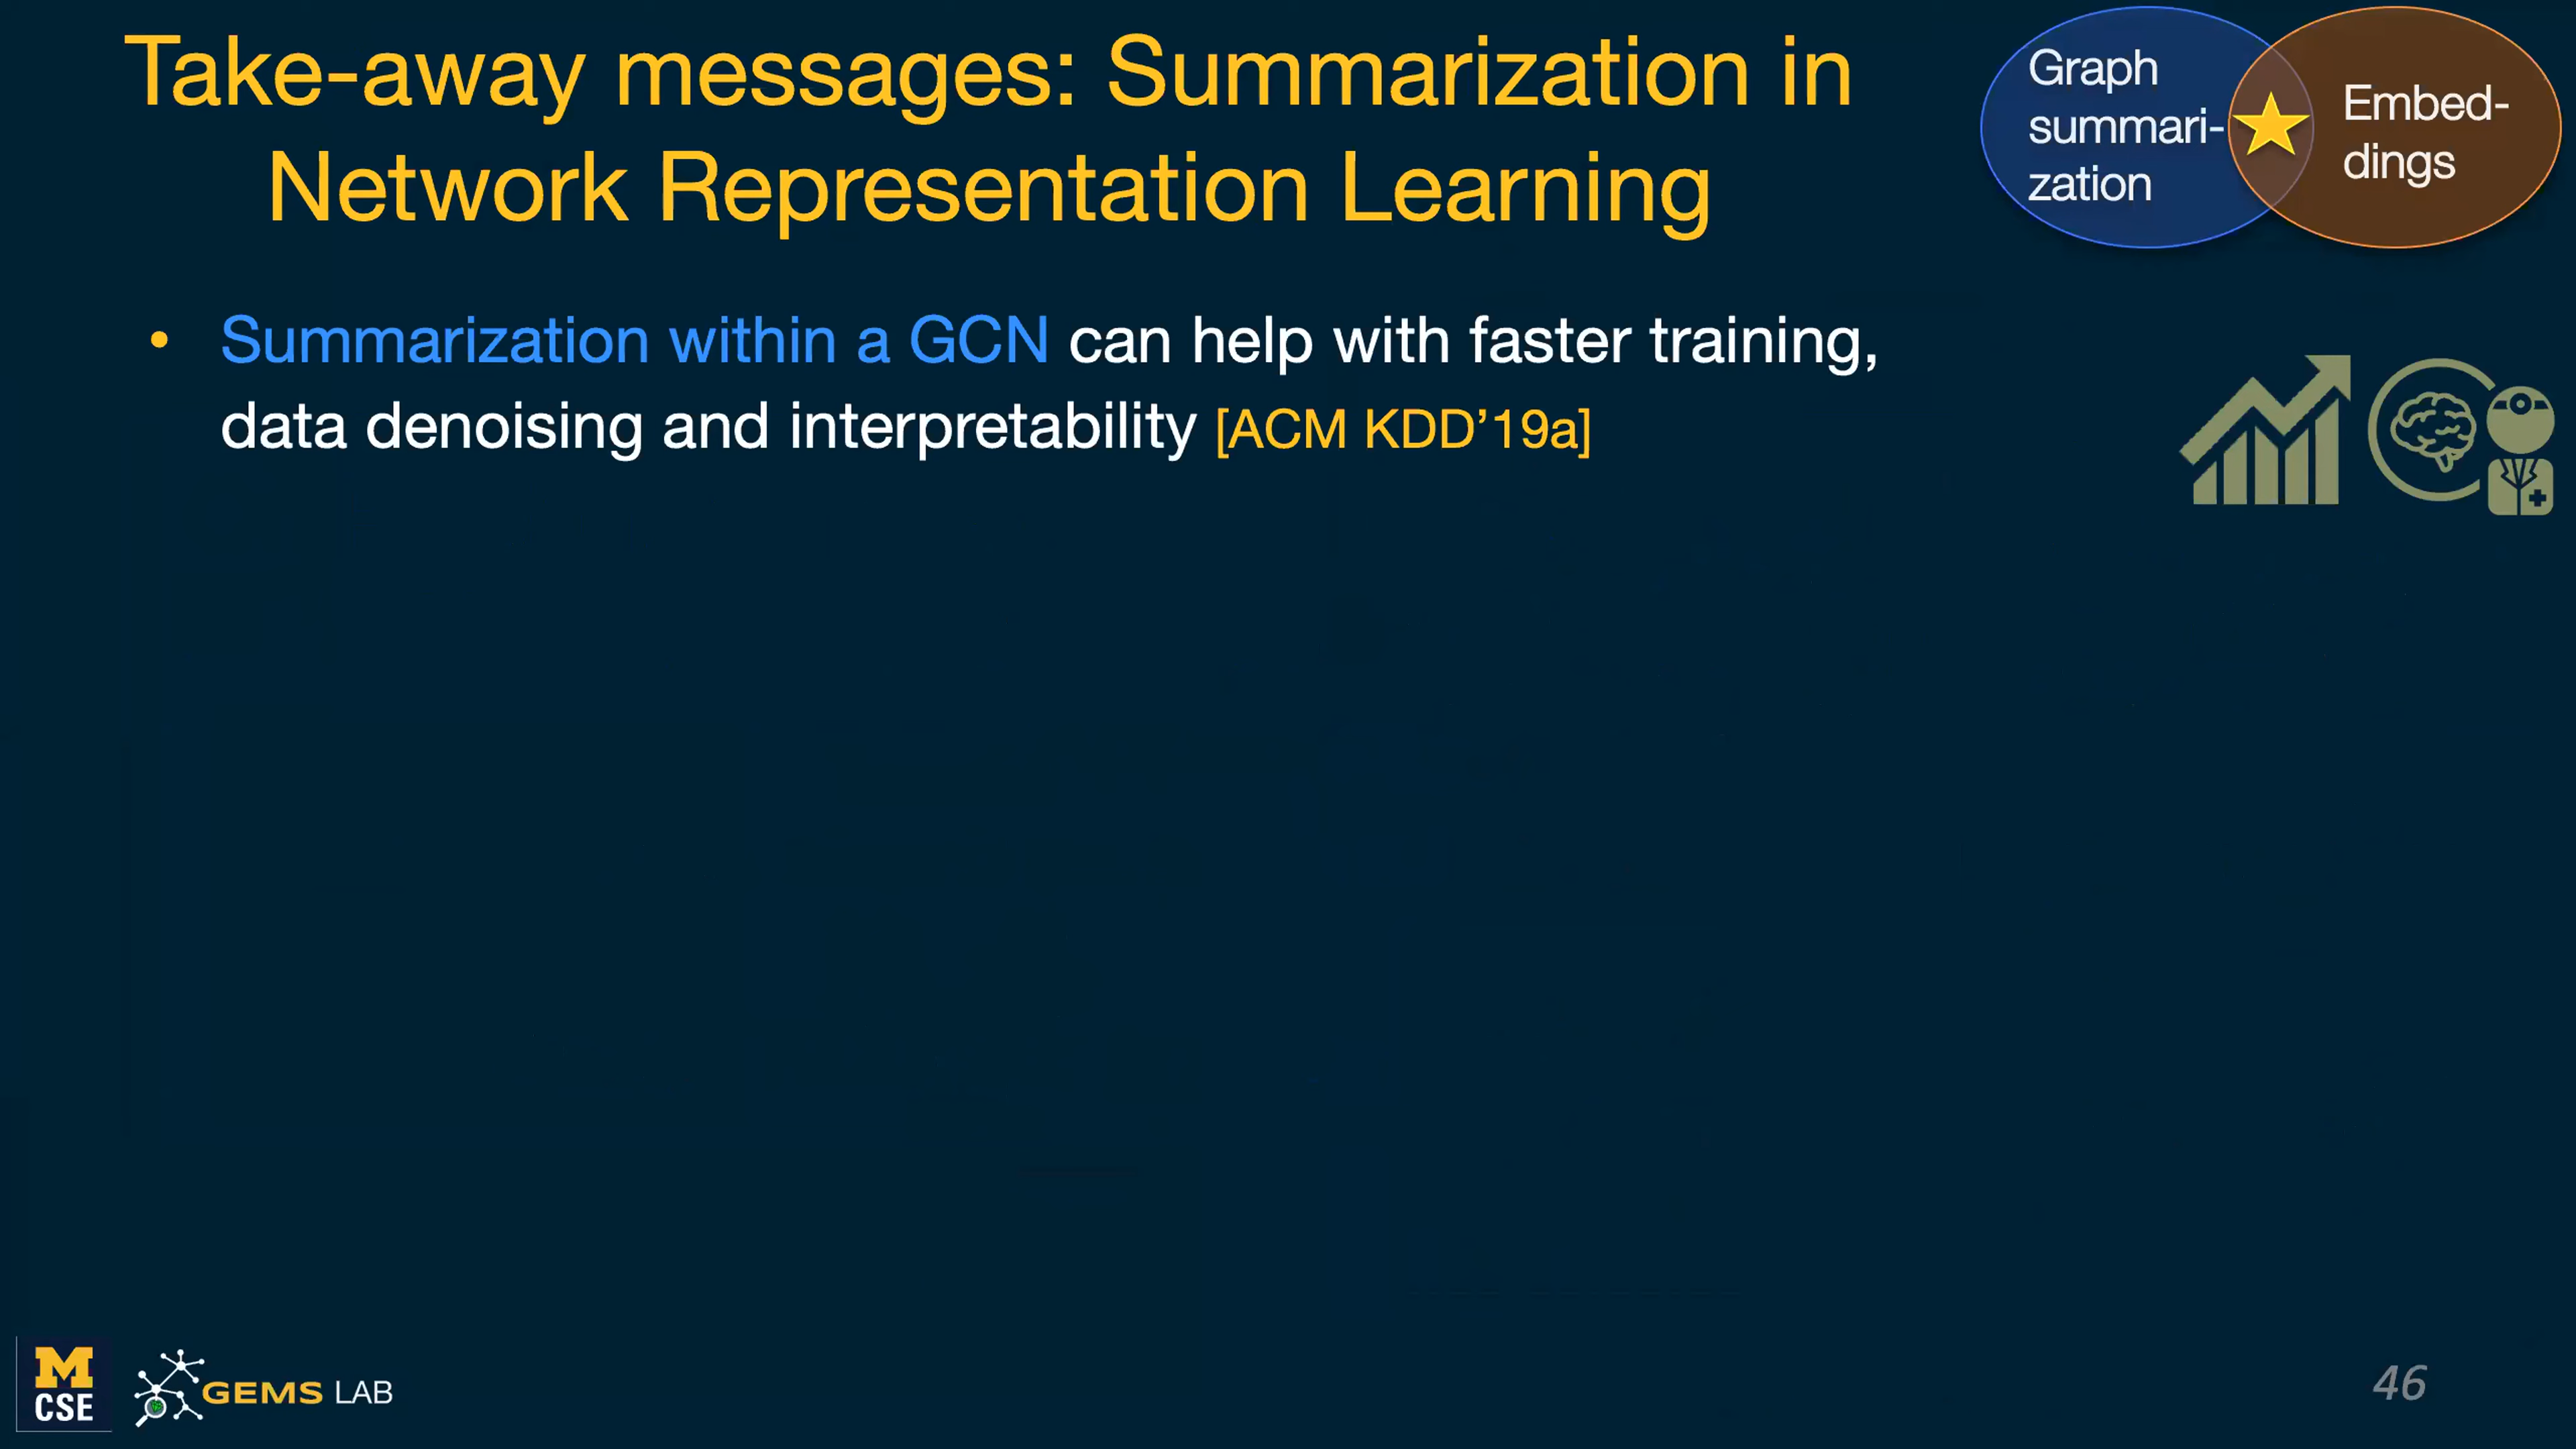 Take-away messages: Summarization in
Network Representation Learning
Graph
summari-
zation
Embed-
dings
• Summarization within a GCN can help with faster training,
data denoising and interpretability [ACM KDD’19a]
M
CSE
GEMS LAB
46